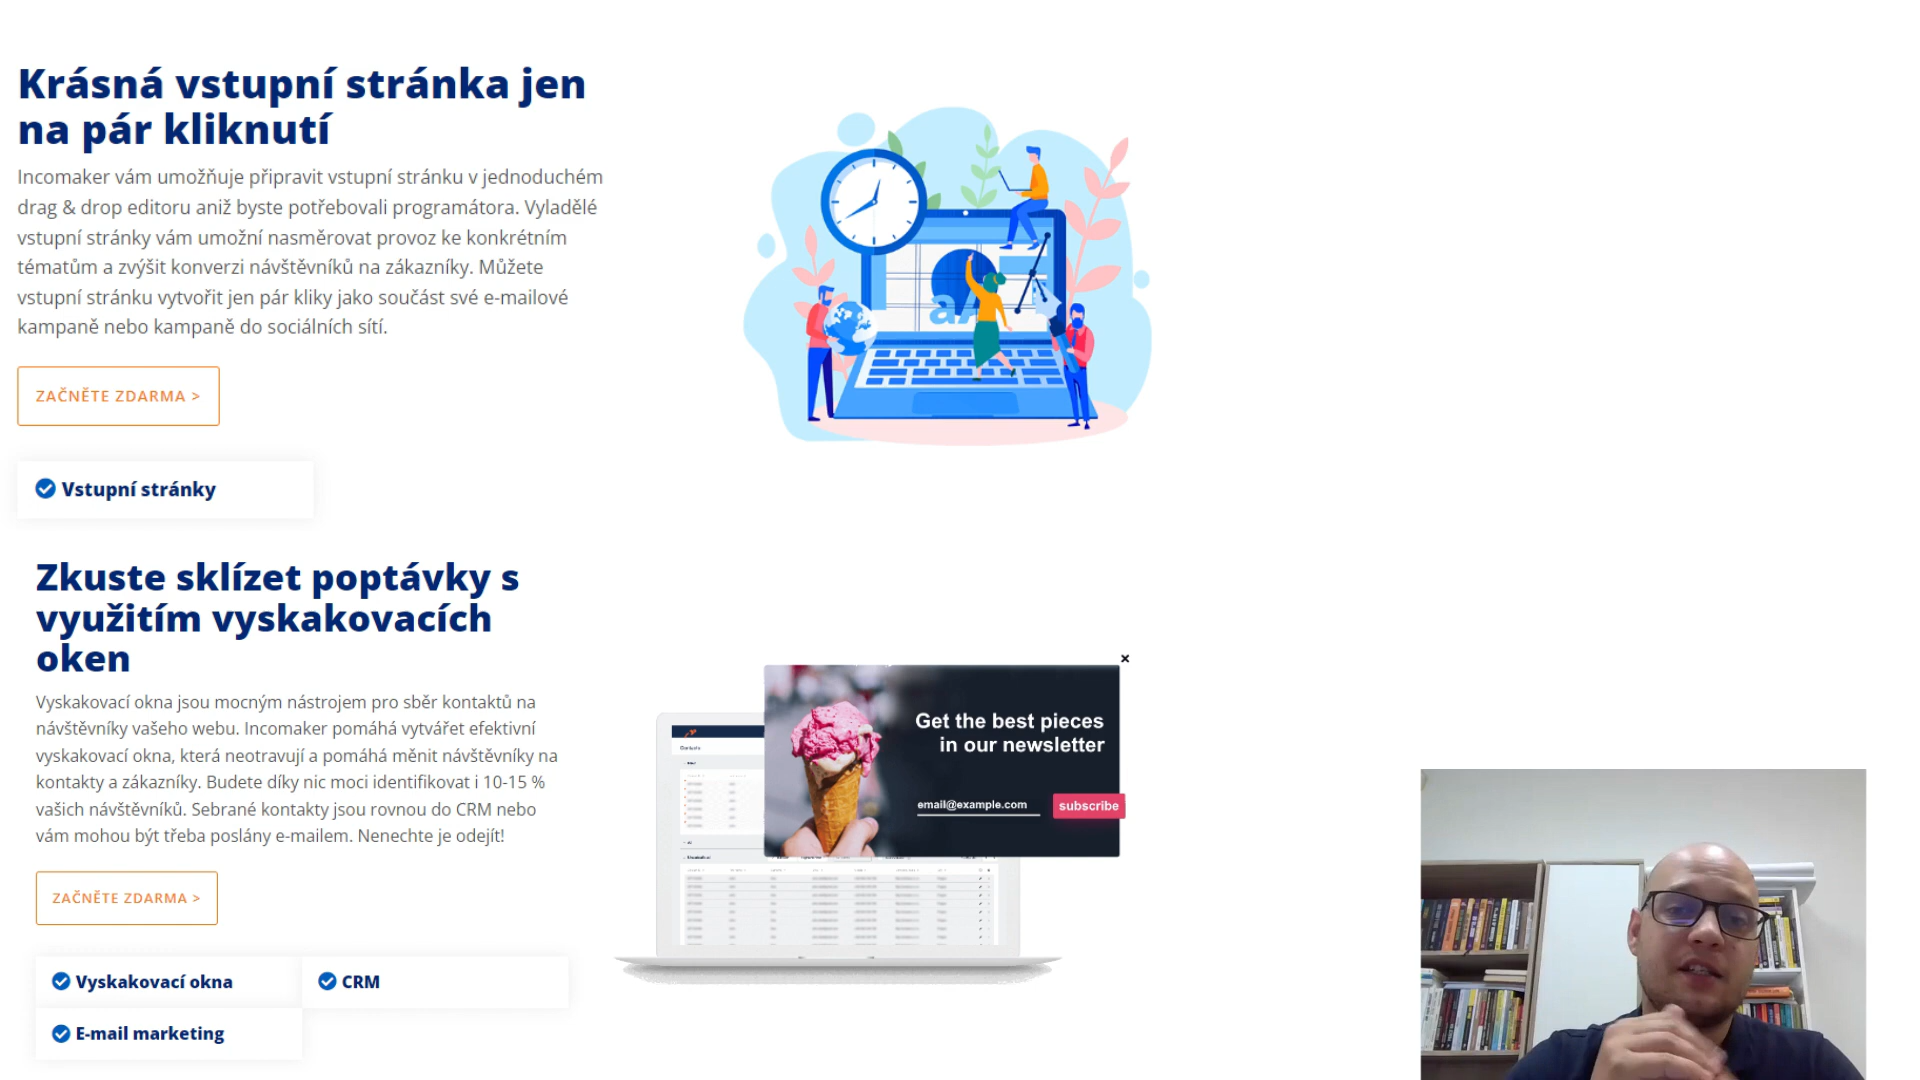 Krásná vstupní stránka jen
na pár kliknutí
Incomaker vám umožňuje připravit vstupní stránku v jednoduchém
drag & drop editoru aniž byste potřebovali programátora. Vyladělé
vstupní stránky vám umožní nasměrovat provoz ke konkrétním
tématům a zvýšit konverzi návštěvníků na zákazníky. Můžete
vstupní stránku vytvořit jen pár kliky jako součást své e-mailové
kampaně nebo kampaně do sociálních sítí.
ZAČNĚTE ZDARMA >
Vstupní stránky
aA
Zkuste sklízet poptávky s
využitím vyskakovacích
oken
Vyskakovací okna jsou mocným nástrojem pro sběr kontaktů na
návštěvníky vašeho webu. Incomaker pomáhá vytvářet efektivní
vyskakovací okna, která neotravují a pomáhá měnit návštěvníky na
kontakty a zákazníky. Budete díky nic moci identifikovat i 10-15 %
vašich návštěvníků. Sebrané kontakty jsou rovnou do CRM nebo
vám mohou být třeba poslány e-mailem. Nenechte je odejít!
ZAČNĚTE ZDARMA >
Vyskakovací okna
CRM
E-mail marketing
Contacts
Get the best pieces
in our newsletter
email@example.com
subscribe